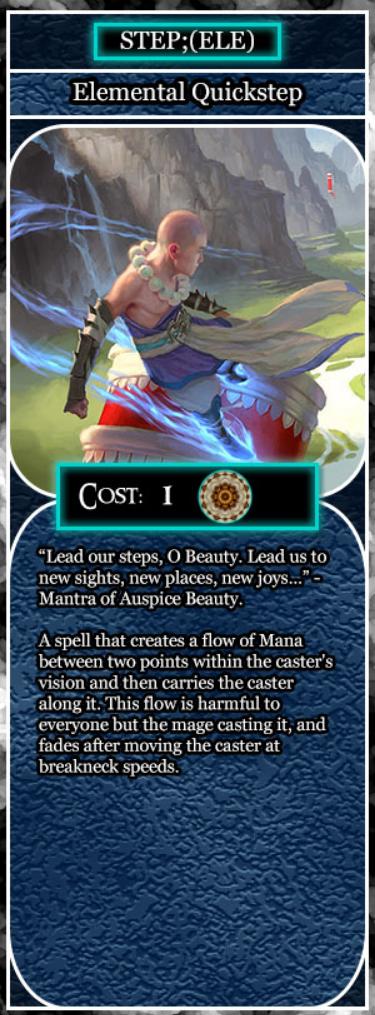 STEP;(ELE)
Elemental Quickstep
Cost: 1
“Lead our steps, O Beauty. Lead us to
new sights, new places, new joys...” -
Mantra of Auspice Beauty.
A spell that creates a flow of Mana
between two points within the caster's
vision and then carries the caster
along it. This flow is harmful to
everyone but the mage casting it, and
fades after moving the caster at
breakneck speeds.